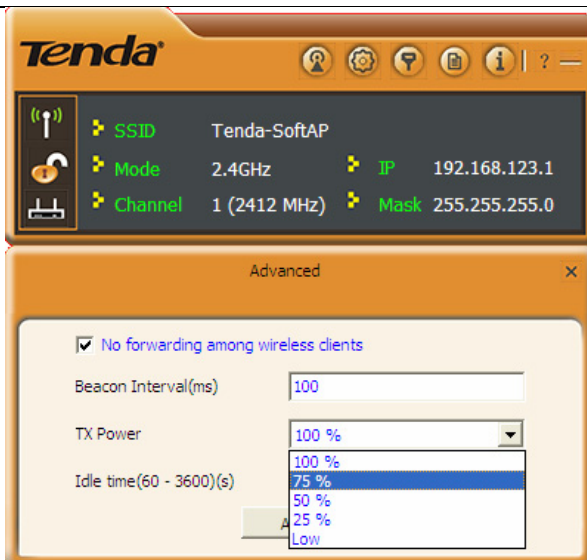 Tenda
? —
SSID Tenda-SoftAP
Mode 2.4GHz IP 192.168.123.1
Channel 1 (2412 MHz) Mask 255.255.255.0
Advanced ×
No forwarding among wireless clients
Beacon Interval(ms) 100
TX Power 100 %
100 %
Idle time(60 - 3600)(s) 75 %
50 %
25 %
Low